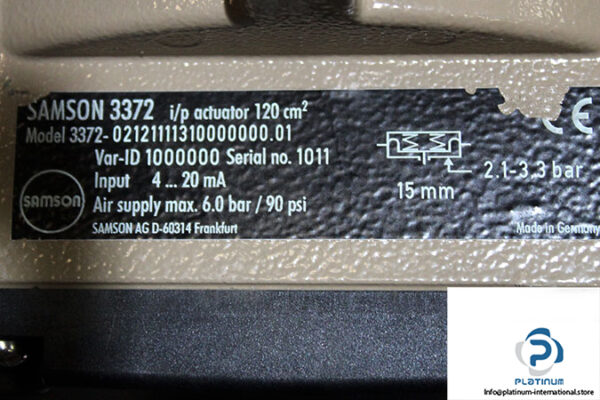 SAMSON 3372 i/p actuator 120 cm²
Model 3372-02121111310000000.01
Var-ID 1000000 Serial no. 1011
Input 4 ... 20 mA
Air supply max. 6.0 bar / 90 psi
SAMSON AG D-60314 Frankfurt
samson
CE
2.1-3.3 bar
15 mm
Made in Germany
PLATINUM
Info@platinum-international.store